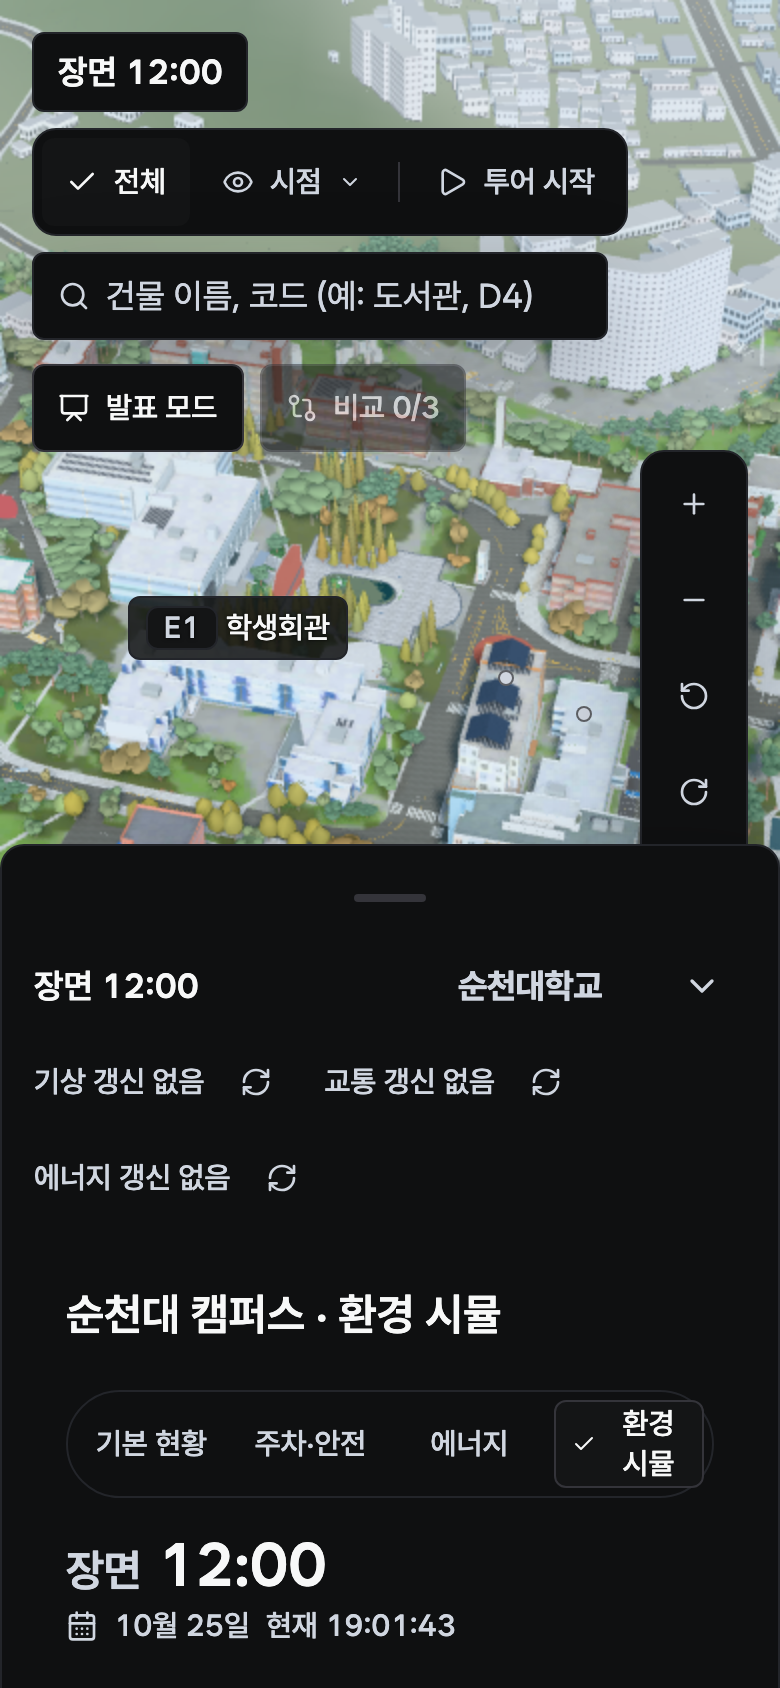 장면 12:00
전체 시점 투어 시작
건물 이름, 코드 (예: 도서관, D4)
발표 모드 비교 0/3
E1 학생회관
장면 12:00 순천대학교
기상 갱신 없음 교통 갱신 없음
에너지 갱신 없음
순천대 캠퍼스 · 환경 시뮬
기본 현황 주차·안전 에너지 환경
시뮬
장면 12:00
10월 25일 현재 19:01:43